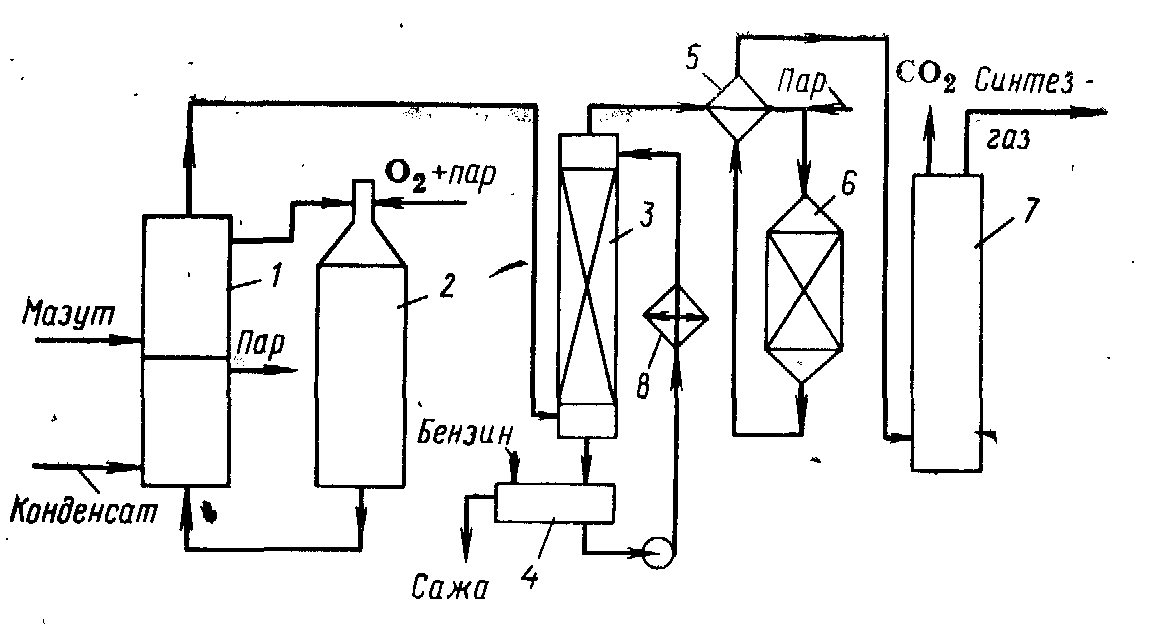 5
Пар
CO₂
Синтез-
газ
O₂+пар
6
3
7
1
2
Мазут
Пар
8
Бензин
Конденсат
4
Сажа